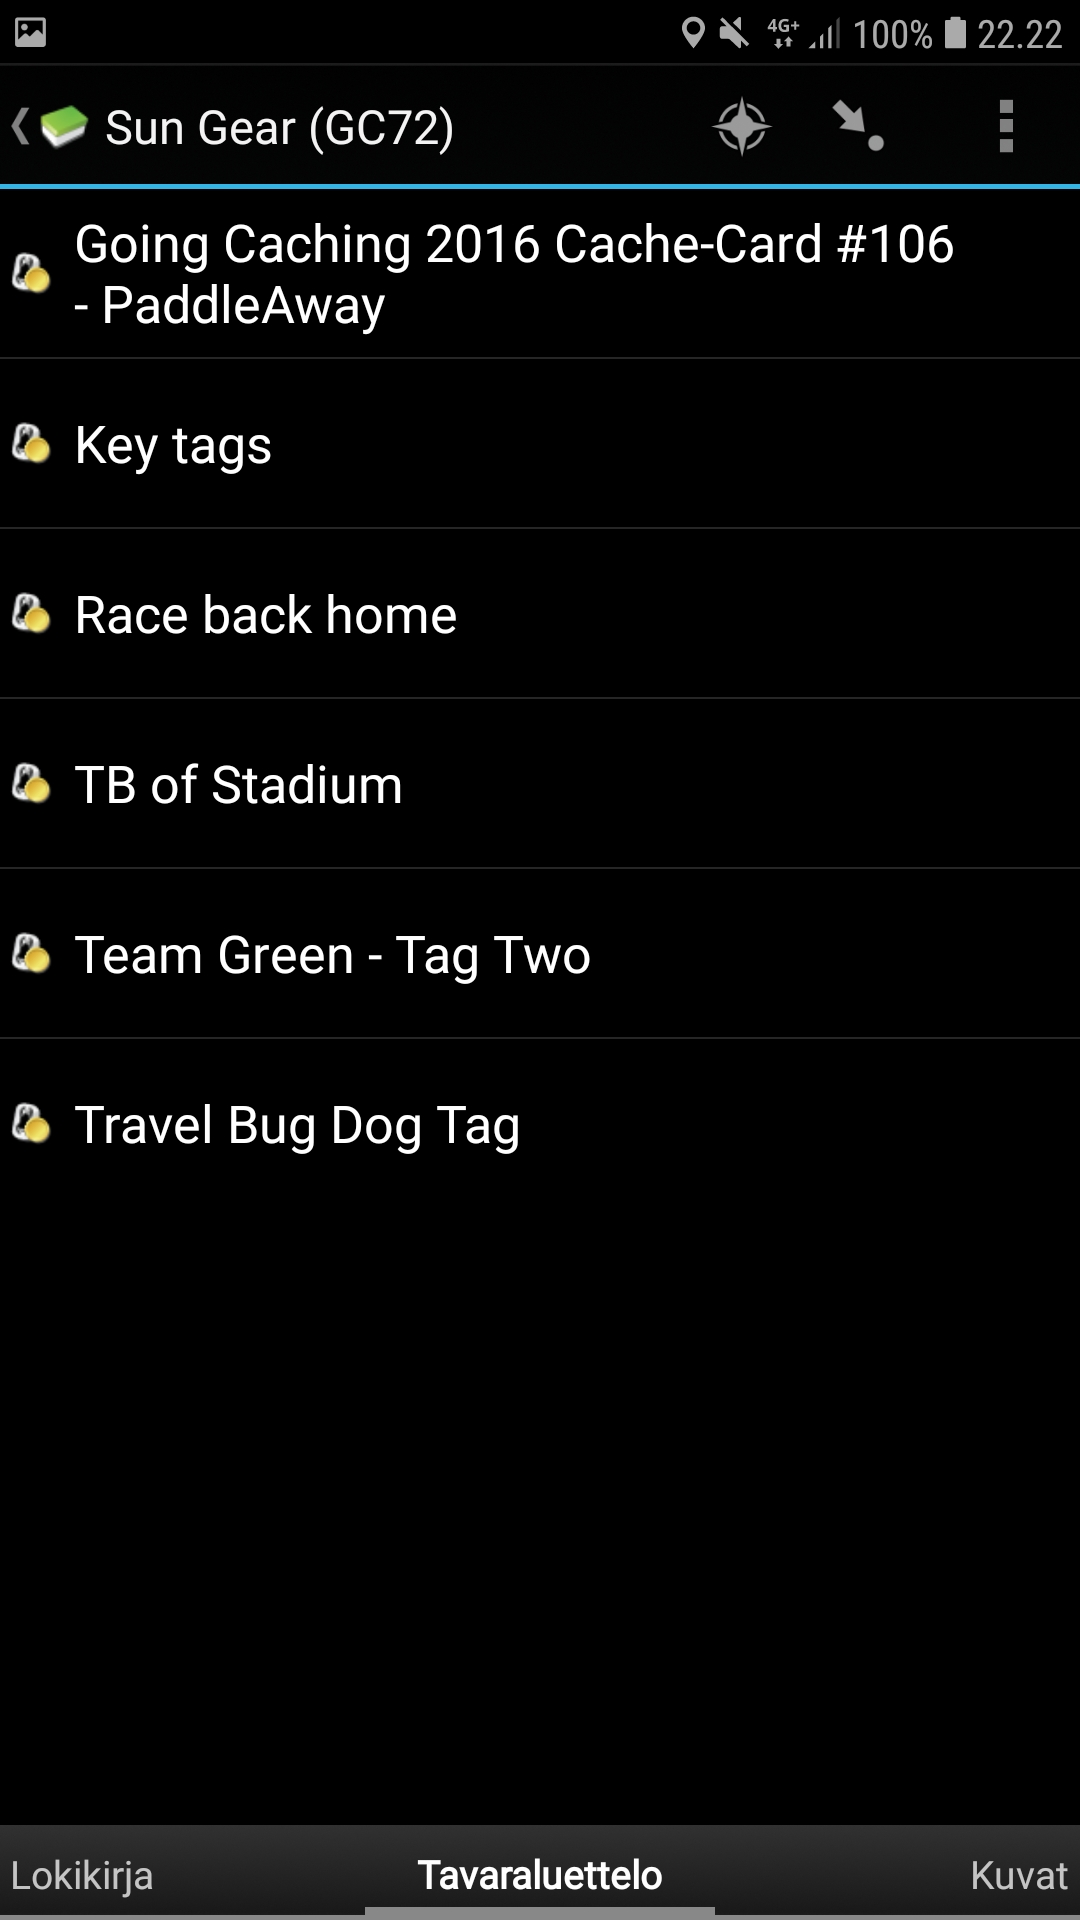 4G+ 100% 22.22
Sun Gear (GC72)
Going Caching 2016 Cache-Card #106
- PaddleAway
Key tags
Race back home
TB of Stadium
Team Green - Tag Two
Travel Bug Dog Tag
Lokikirja Tavaraluettelo Kuvat